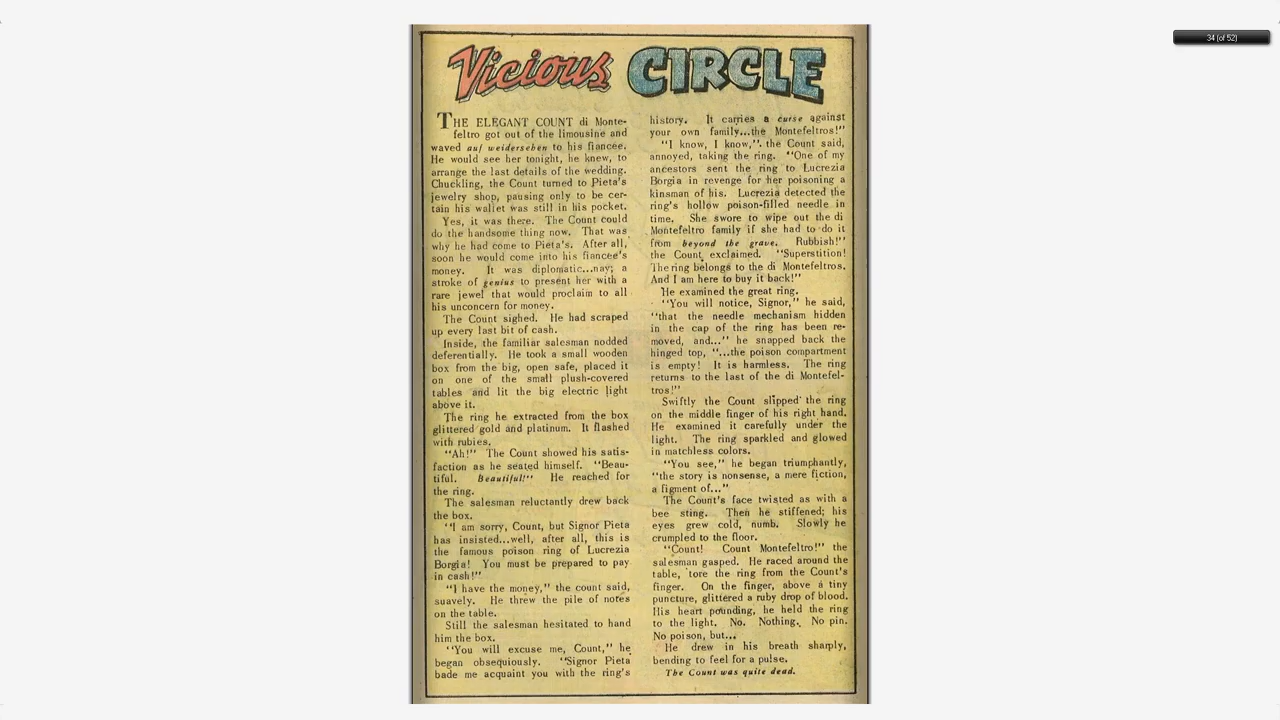 34 (of 52)
Vicious CIRCLE
THE ELEGANT COUNT di Monte-
feltro got out of the limousine and
waved auf weidersehen to his fiancee.
He would see her tonight, he knew, to
arrange the last details of the wedding.
Chuckling, the Count turned to Pieta's
jewelry shop, pausing only to be cer-
tain his wallet was still in his pocket.
Yes, it was there. The Count could
do the handsome thing now. That was
why he had come to Pieta's. After all,
soon he would come into his fiancee's
money. It was diplomatic...nay; a
stroke of genius to present her with a
rare jewel that would proclaim to all
his unconcern for money.
The Count sighed. He had scraped
up every last bit of cash.
Inside, the familiar salesman nodded
deferentially. He took a small wooden
box from the big, open safe, placed it
on one of the small plush-covered
tables and lit the big electric light
above it.
The ring he extracted from the box
glittered gold and platinum. It flashed
with rubies.
"Ah!" The Count showed his satis-
faction as he seated himself. "Beau-
tiful. Beautiful!" He reached for
the ring.
The salesman reluctantly drew back
the box.
"I am sorry, Count, but Signor Pieta
has insisted...well, after all, this is
the famous poison ring of Lucrezia
Borgia! You must be prepared to pay
in cash!"
"I have the money," the count said,
suavely. He threw the pile of notes
on the table.
Still the salesman hesitated to hand
him the box.
"You will excuse me, Count," he
began obsequiously. "Signor Pieta
bade me acquaint you with the ring's
history. It carries a curse against
your own family...the Montefeltros!"
"I know, I know,". the Count said,
annoyed, taking the ring. "One of my
ancestors sent the ring to Lucrezia
Borgia in revenge for her poisoning a
kinsman of his. Lucrezia detected the
ring's hollow poison-filled needle in
time. She swore to wipe out the di
Montefeltro family if she had to do it
from beyond the grave. Rubbish!"
the Count exclaimed. "Superstition!
The ring belongs to the di Montefeltros.
And I am here to buy it back!"
He examined the great ring.
"You will notice, Signor," he said,
"that the needle mechanism hidden
in the cap of the ring has been re-
moved, and..." he snapped back the
hinged top, "...the poison compartment
is empty! It is harmless. The ring
returns to the last of the di Montefel-
tros!"
Swiftly the Count slipped the ring
on the middle finger of his right hand.
He examined it carefully under the
light. The ring sparkled and glowed
in matchless colors.
"You see," he began triumphantly,
"the story is nonsense, a mere fiction,
a figment of..."
The Count's face twisted as with a
bee sting. Then he stiffened; his
eyes grew cold, numb. Slowly he
crumpled to the floor.
"Count! Count Montefeltro!" the
salesman gasped. He raced around the
table, tore the ring from the Count's
finger. On the finger, above a tiny
puncture, glittered a ruby drop of blood.
His heart pounding, he held the ring
to the light. No. Nothing. No pin.
No poison, but...
He drew in his breath sharply,
bending to feel for a pulse.
The Count was quite dead.